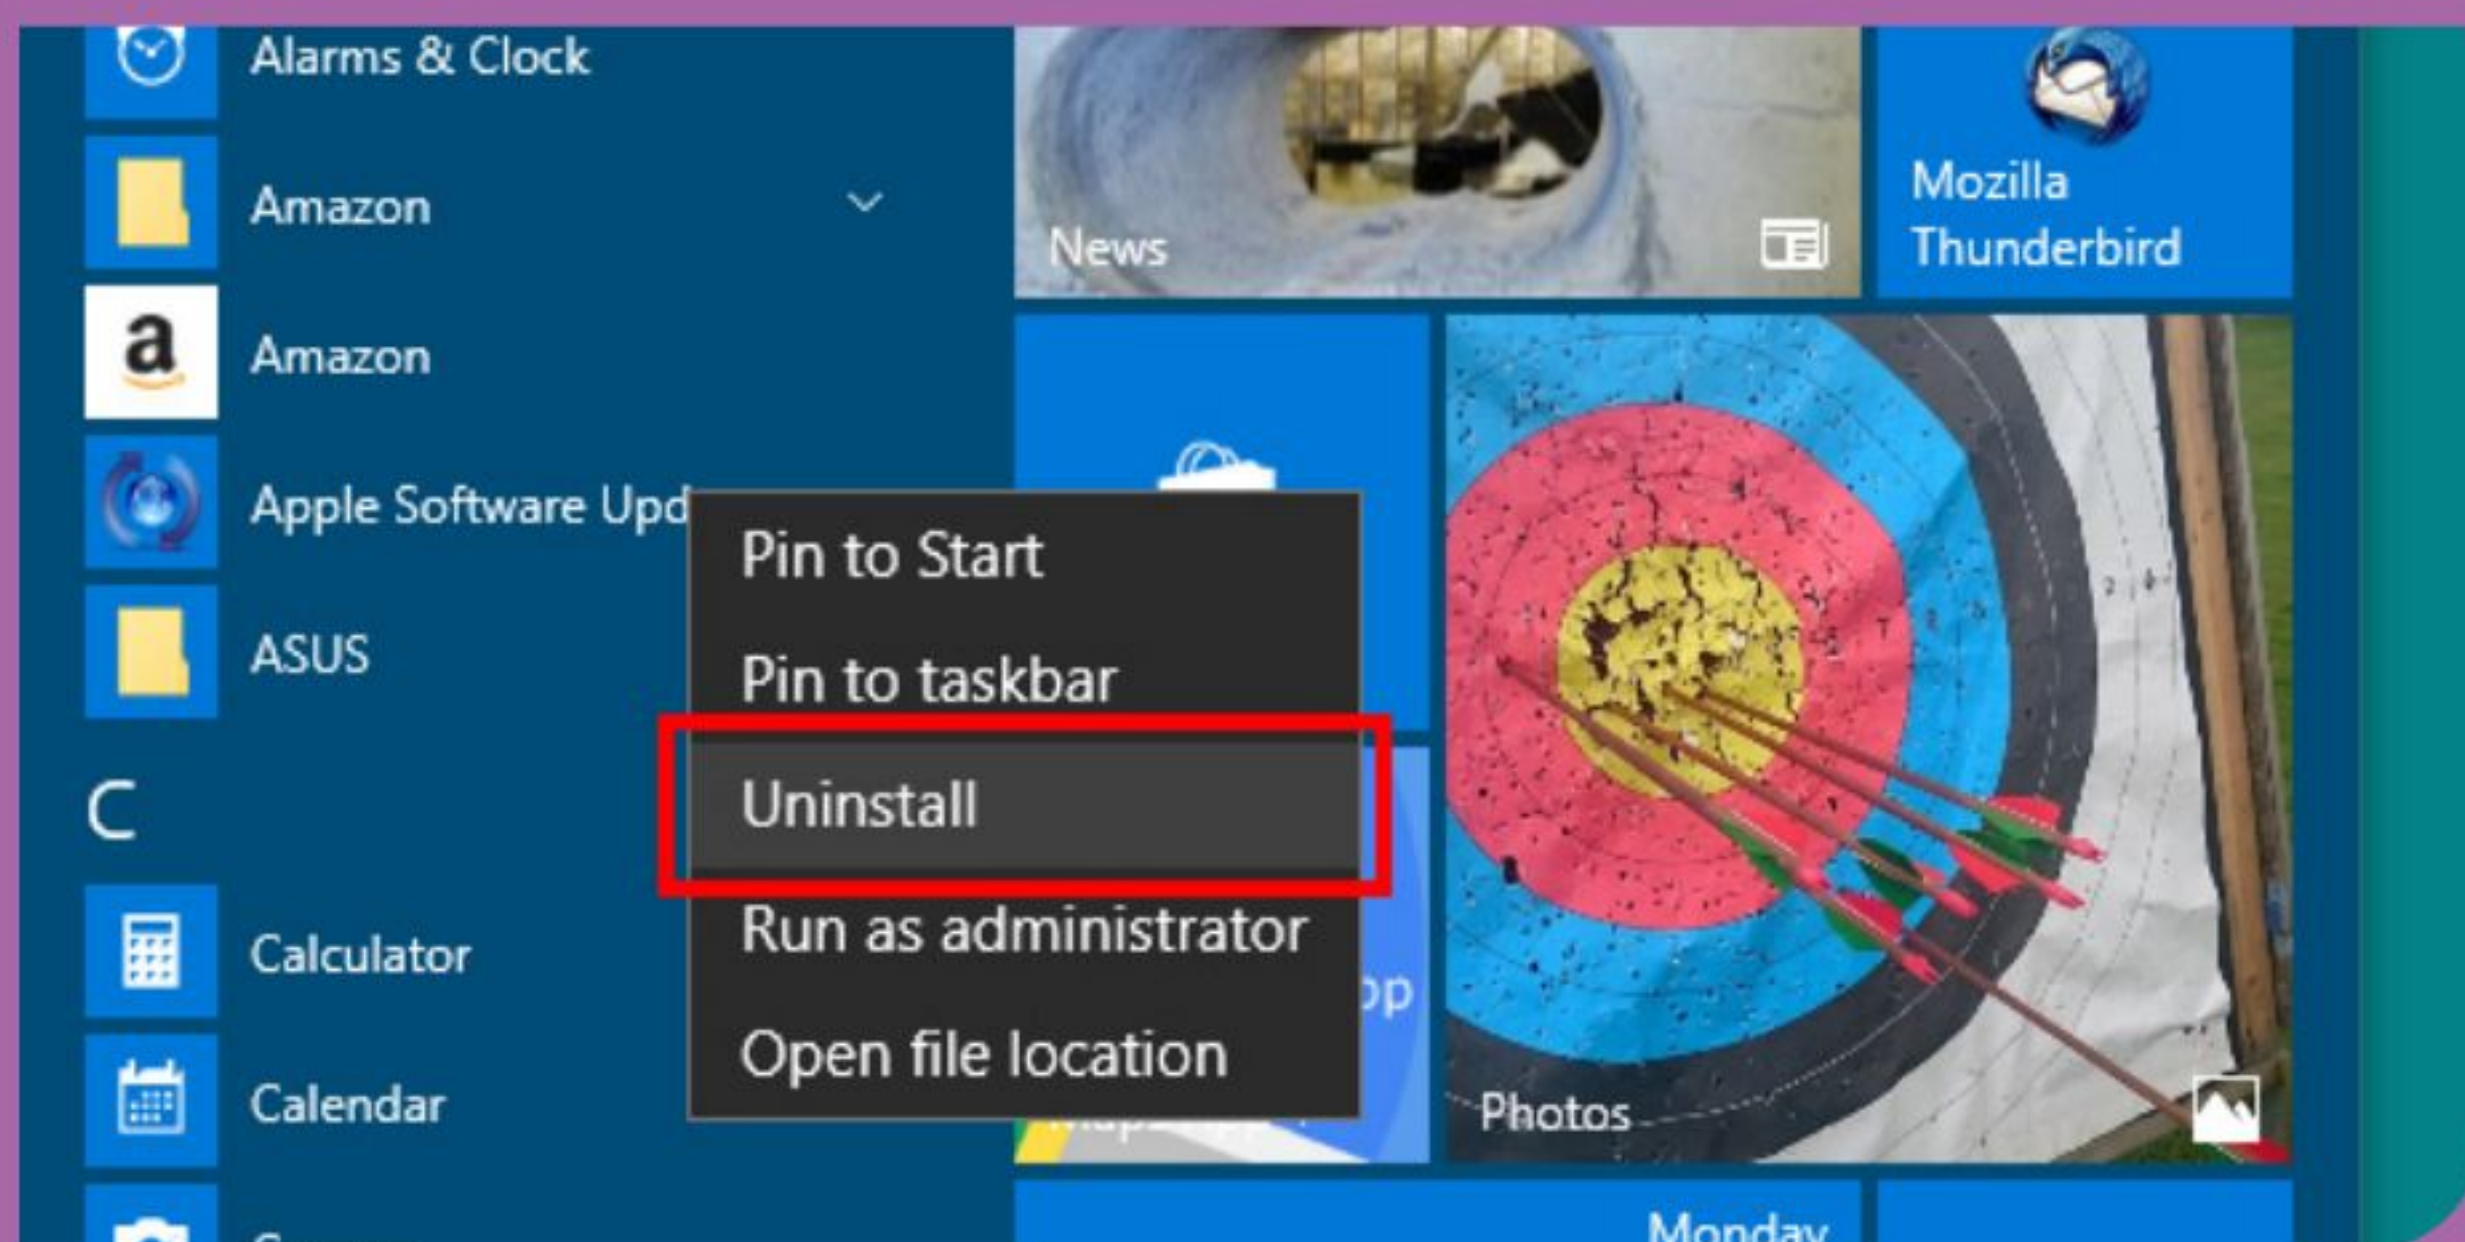 Alarms & Clock
Amazon
Amazon
Apple Software Upd
ASUS
C
Calculator
Calendar
Pin to Start
Pin to taskbar
Uninstall
Run as administrator
Open file location
News
Mozilla
Thunderbird
Photos
Monday